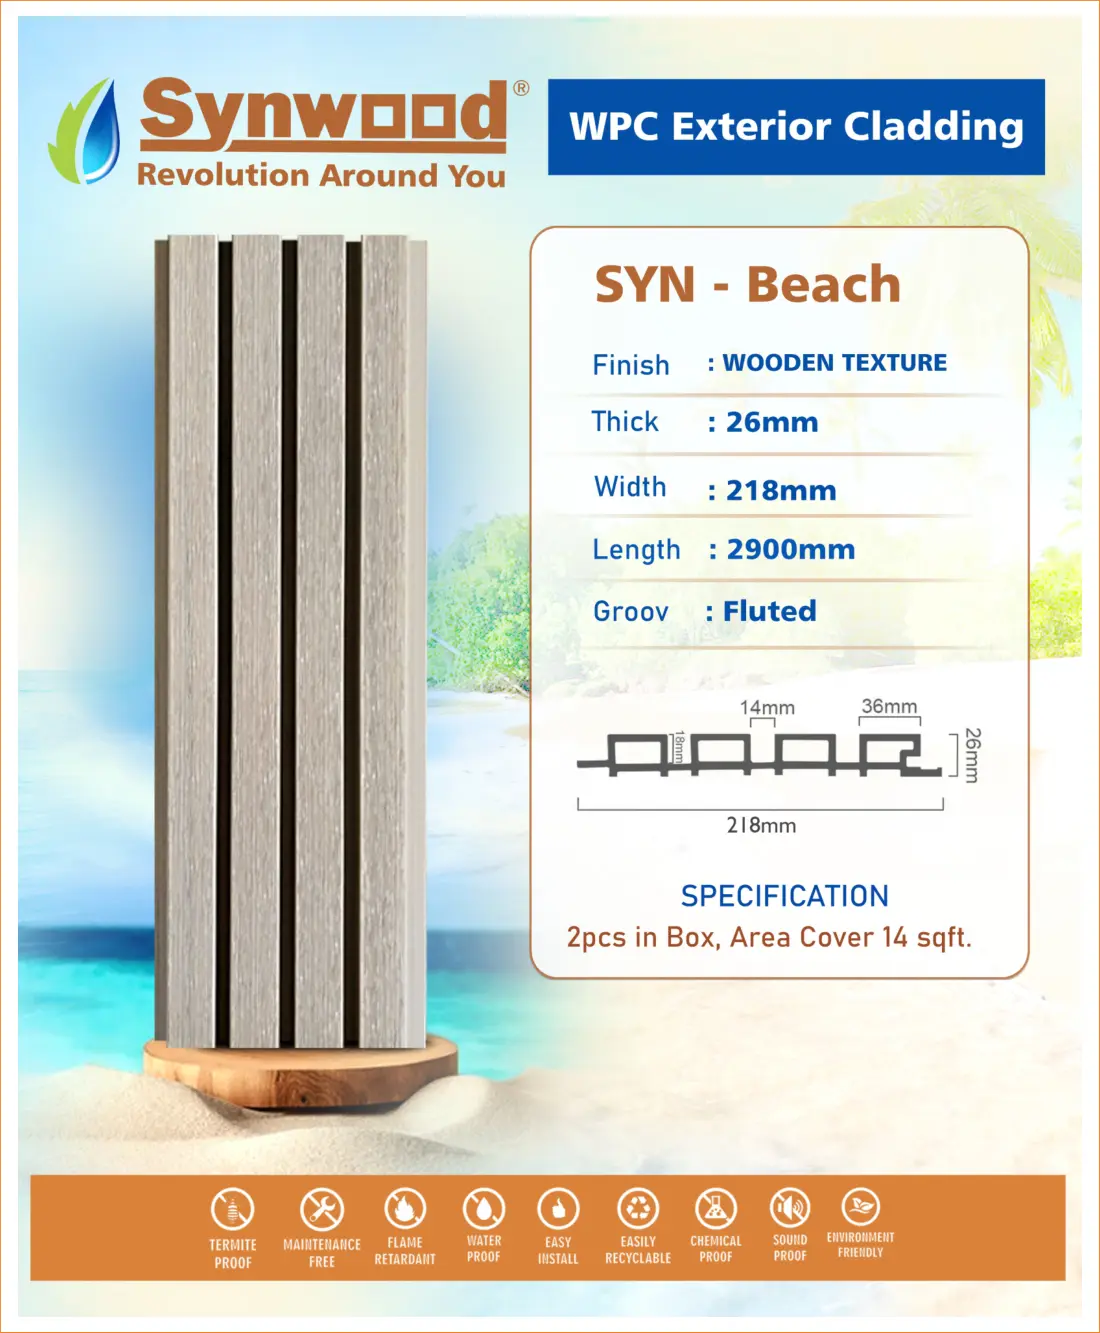 Synwood®
Revolution Around You
WPC Exterior Cladding
SYN - Beach
Finish : WOODEN TEXTURE
Thick : 26mm
Width : 218mm
Length : 2900mm
Groov : Fluted
14mm
36mm
18mm
26mm
218mm
SPECIFICATION
2pcs in Box, Area Cover 14 sqft.
TERMITE
PROOF
MAINTENANCE
FREE
FLAME
RETARDANT
WATER
PROOF
EASY
INSTALL
EASILY
RECYCLABLE
CHEMICAL
PROOF
SOUND
PROOF
ENVIRONMENT
FRIENDLY